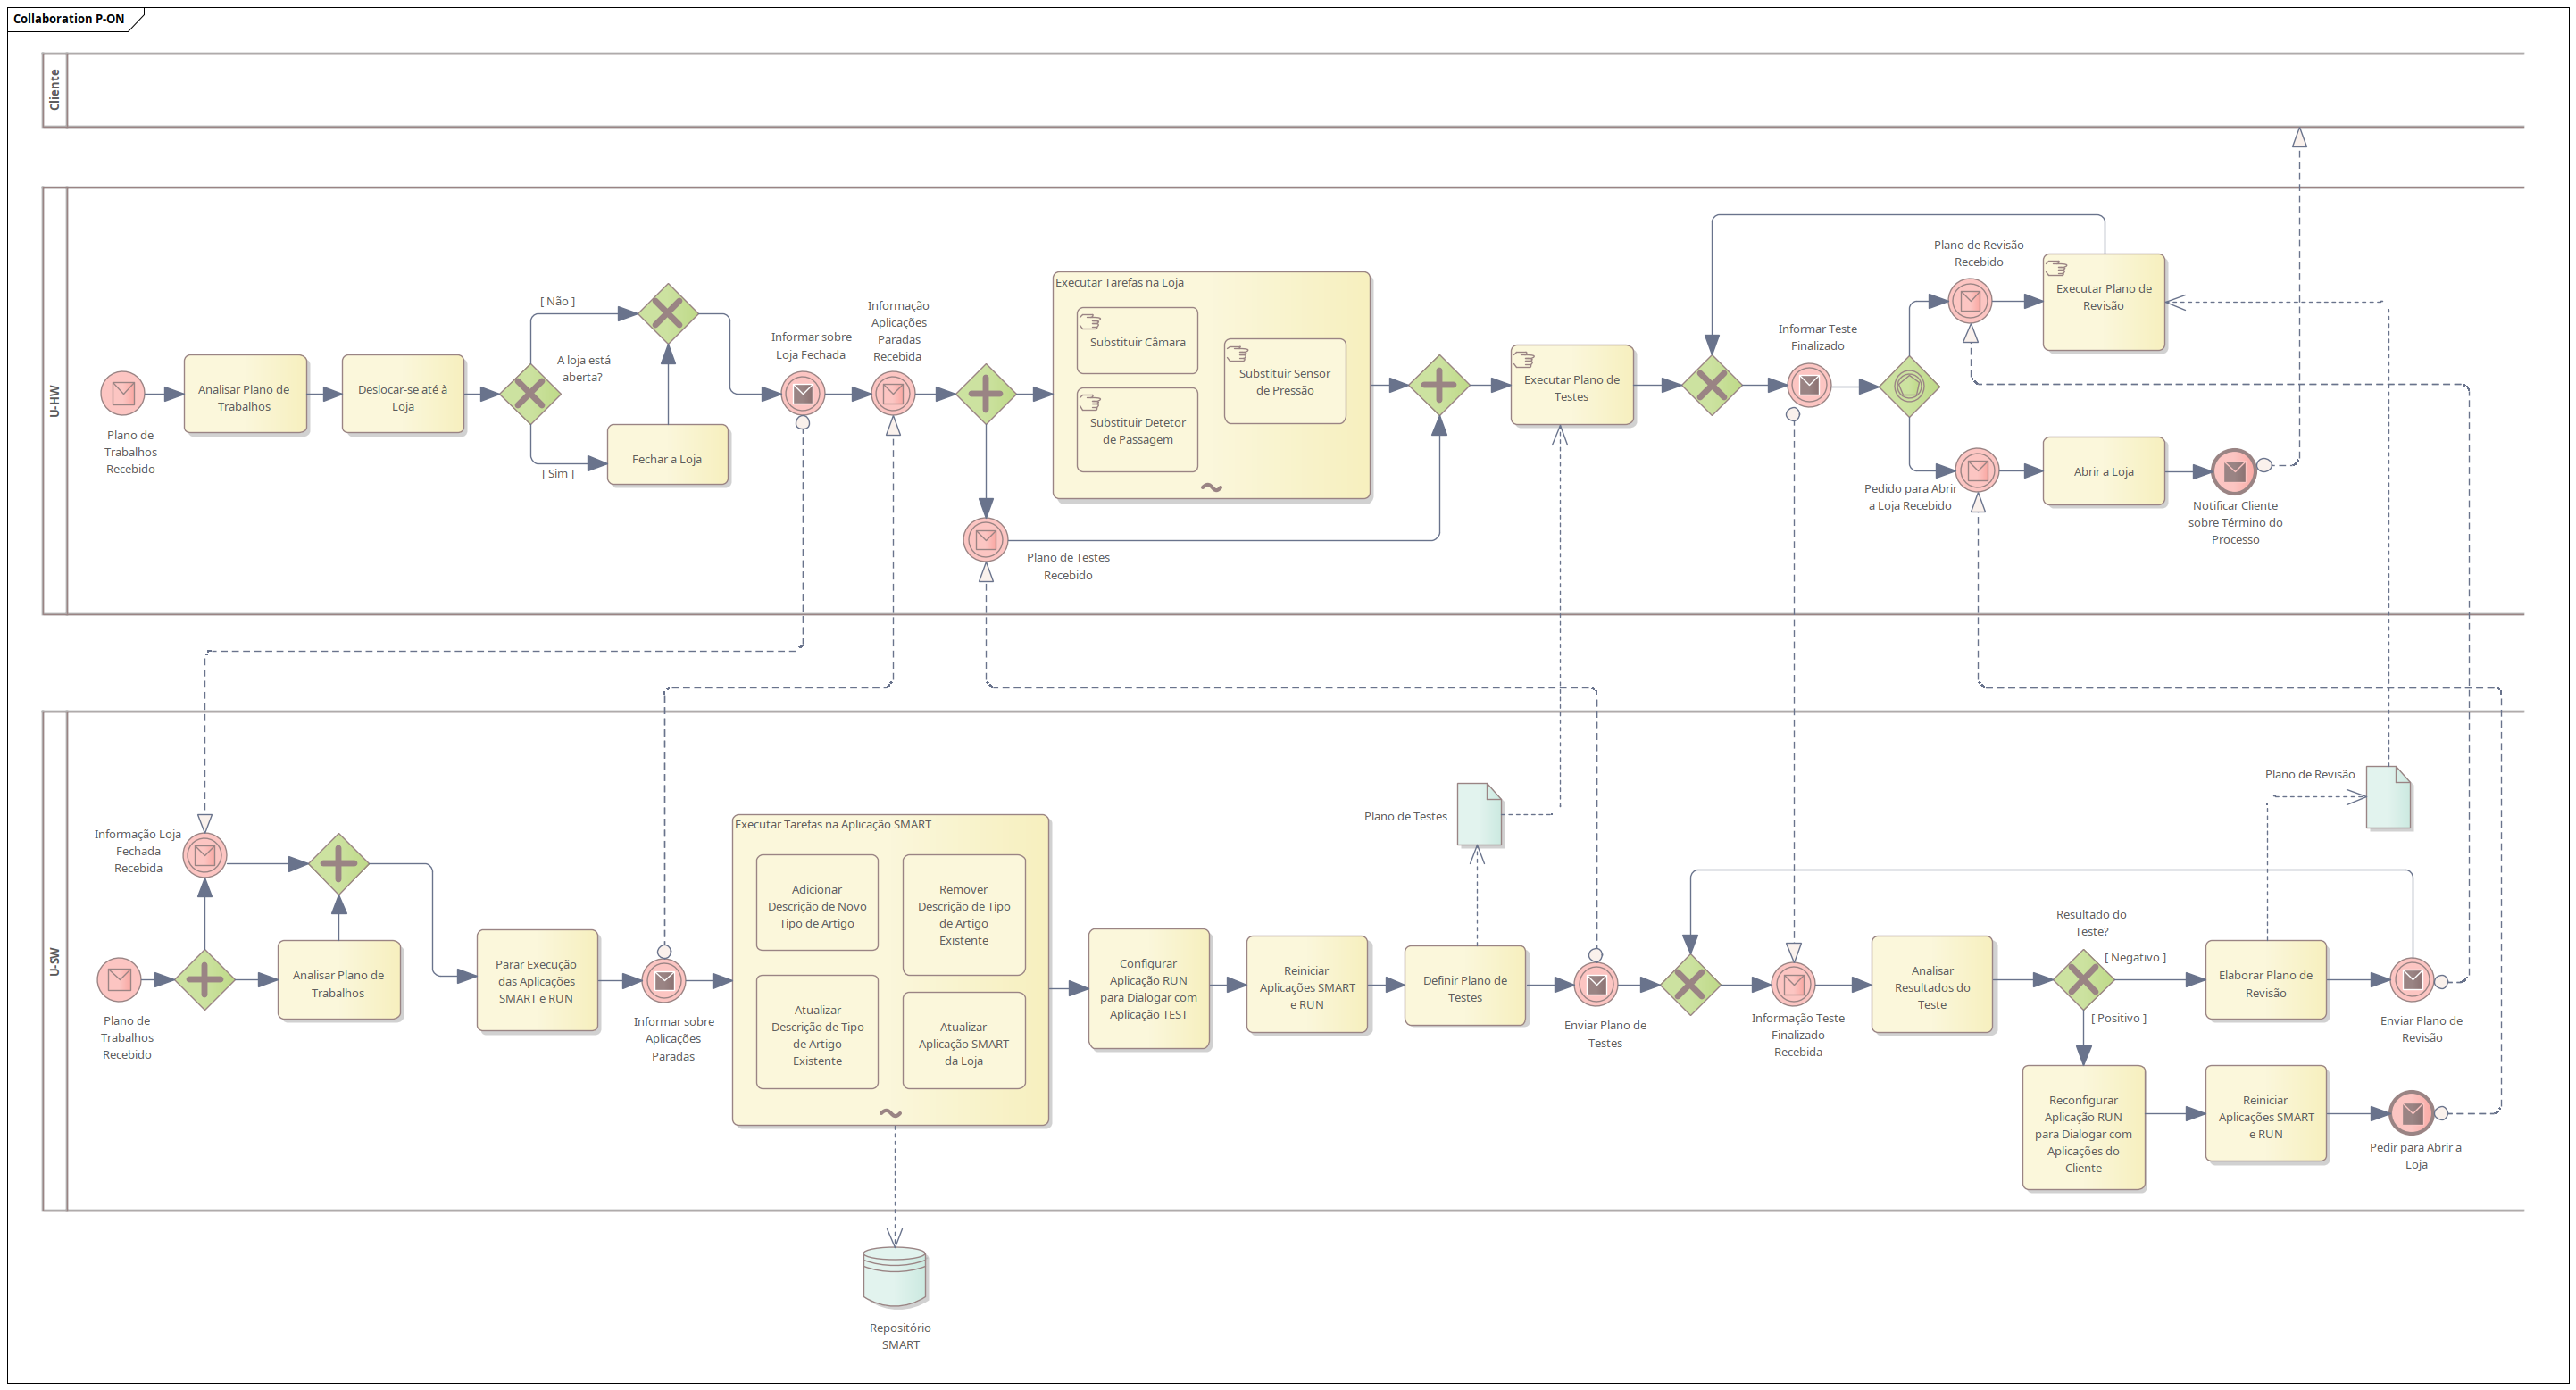 Collaboration P-ON
Cliente
U-HW
Plano de
Trabalhos
Recebido
Analisar Plano de
Trabalhos
Deslocar-se até à
Loja
A loja está
aberta?
[ Não ]
[ Sim ]
Fechar a Loja
Informar sobre
Loja Fechada
Informação
Aplicações
Paradas
Recebida
Executar Tarefas na Loja
Substituir Câmara
Substituir Detetor
de Passagem
Substituir Sensor
de Pressão
Plano de Testes
Recebido
Executar Plano de
Testes
Informar Teste
Finalizado
Plano de Revisão
Recebido
Executar Plano de
Revisão
Pedido para Abrir
a Loja Recebido
Abrir a Loja
Notificar Cliente
sobre Término do
Processo
U-SW
Plano de
Trabalhos
Recebido
Informação Loja
Fechada
Recebida
Analisar Plano de
Trabalhos
Parar Execução
das Aplicações
SMART e RUN
Informar sobre
Aplicações
Paradas
Executar Tarefas na Aplicação SMART
Adicionar
Descrição de Novo
Tipo de Artigo
Remover
Descrição de Tipo
de Artigo
Existente
Atualizar
Descrição de Tipo
de Artigo
Existente
Atualizar
Aplicação SMART
da Loja
Configurar
Aplicação RUN
para Dialogar com
Aplicação TEST
Reiniciar
Aplicações SMART
e RUN
Definir Plano de
Testes
Plano de Testes
Enviar Plano de
Testes
Informação Teste
Finalizado
Recebida
Analisar
Resultados do
Teste
Resultado do
Teste?
[ Negativo ]
[ Positivo ]
Elaborar Plano de
Revisão
Plano de Revisão
Enviar Plano de
Revisão
Reconfigurar
Aplicação RUN
para Dialogar com
Aplicações do
Cliente
Reiniciar
Aplicações SMART
e RUN
Pedir para Abrir a
Loja
Repositório
SMART